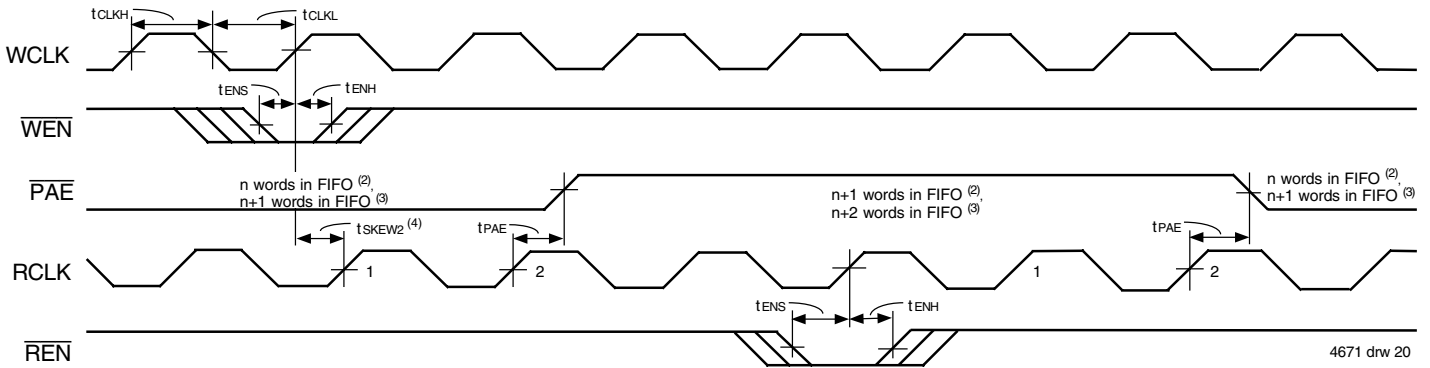 tCLKH tCLKL
WCLK
tENS tENH
WEN
PAE
n words in FIFO (2),
n+1 words in FIFO (3)
n+1 words in FIFO (2),
n+2 words in FIFO (3)
n words in FIFO (2),
n+1 words in FIFO (3)
tSKEW2 (4) tPAE tPAE
RCLK 1 2 1 2
tENS tENH
REN
4671 drw 20